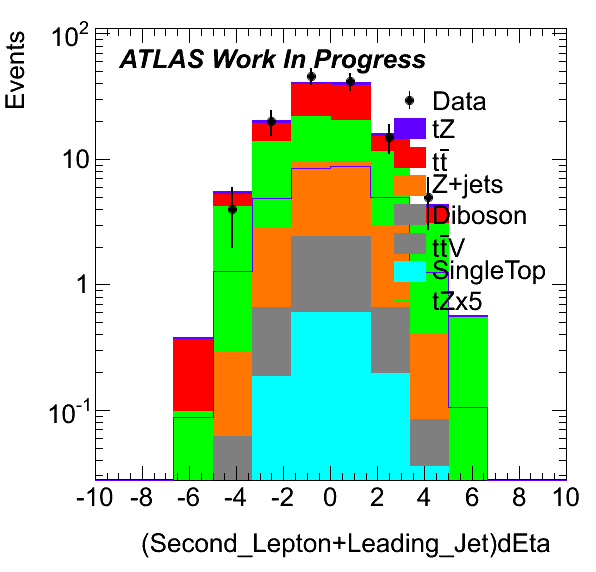 10²
ATLAS Work In Progress
Events
Data
tZ
tt̄
10
Z+jets
Diboson
tt̄V
SingleTop
1
tZx5
10⁻¹
-10 -8 -6 -4 -2 0 2 4 6 8 10
(Second_Lepton+Leading_Jet)dEta